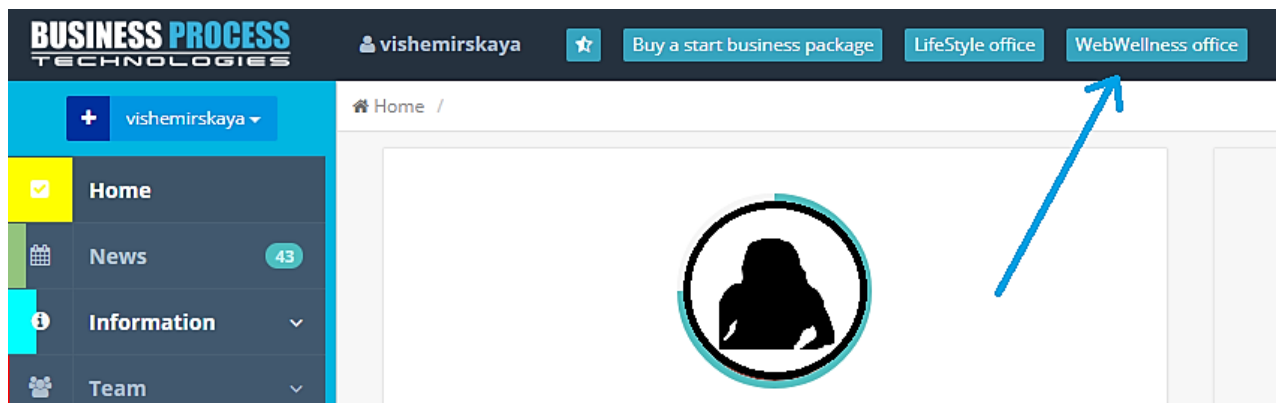 BUSINESS PROCESS
TECHNOLOGIES
vishemirskaya
Buy a start business package
LifeStyle office
WebWellness office
vishemirskaya
Home /
Home
News 43
Information
Team